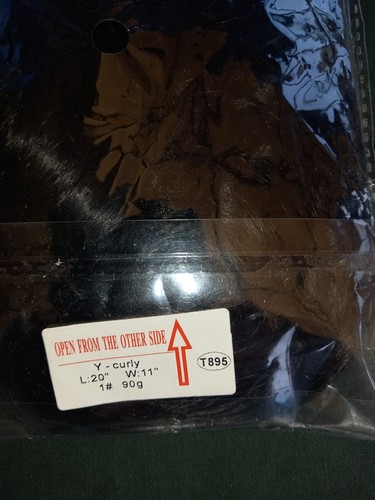 OPEN FROM THE OTHER SIDE
Y - curly
L:20" W:11"
1# 90g
T895